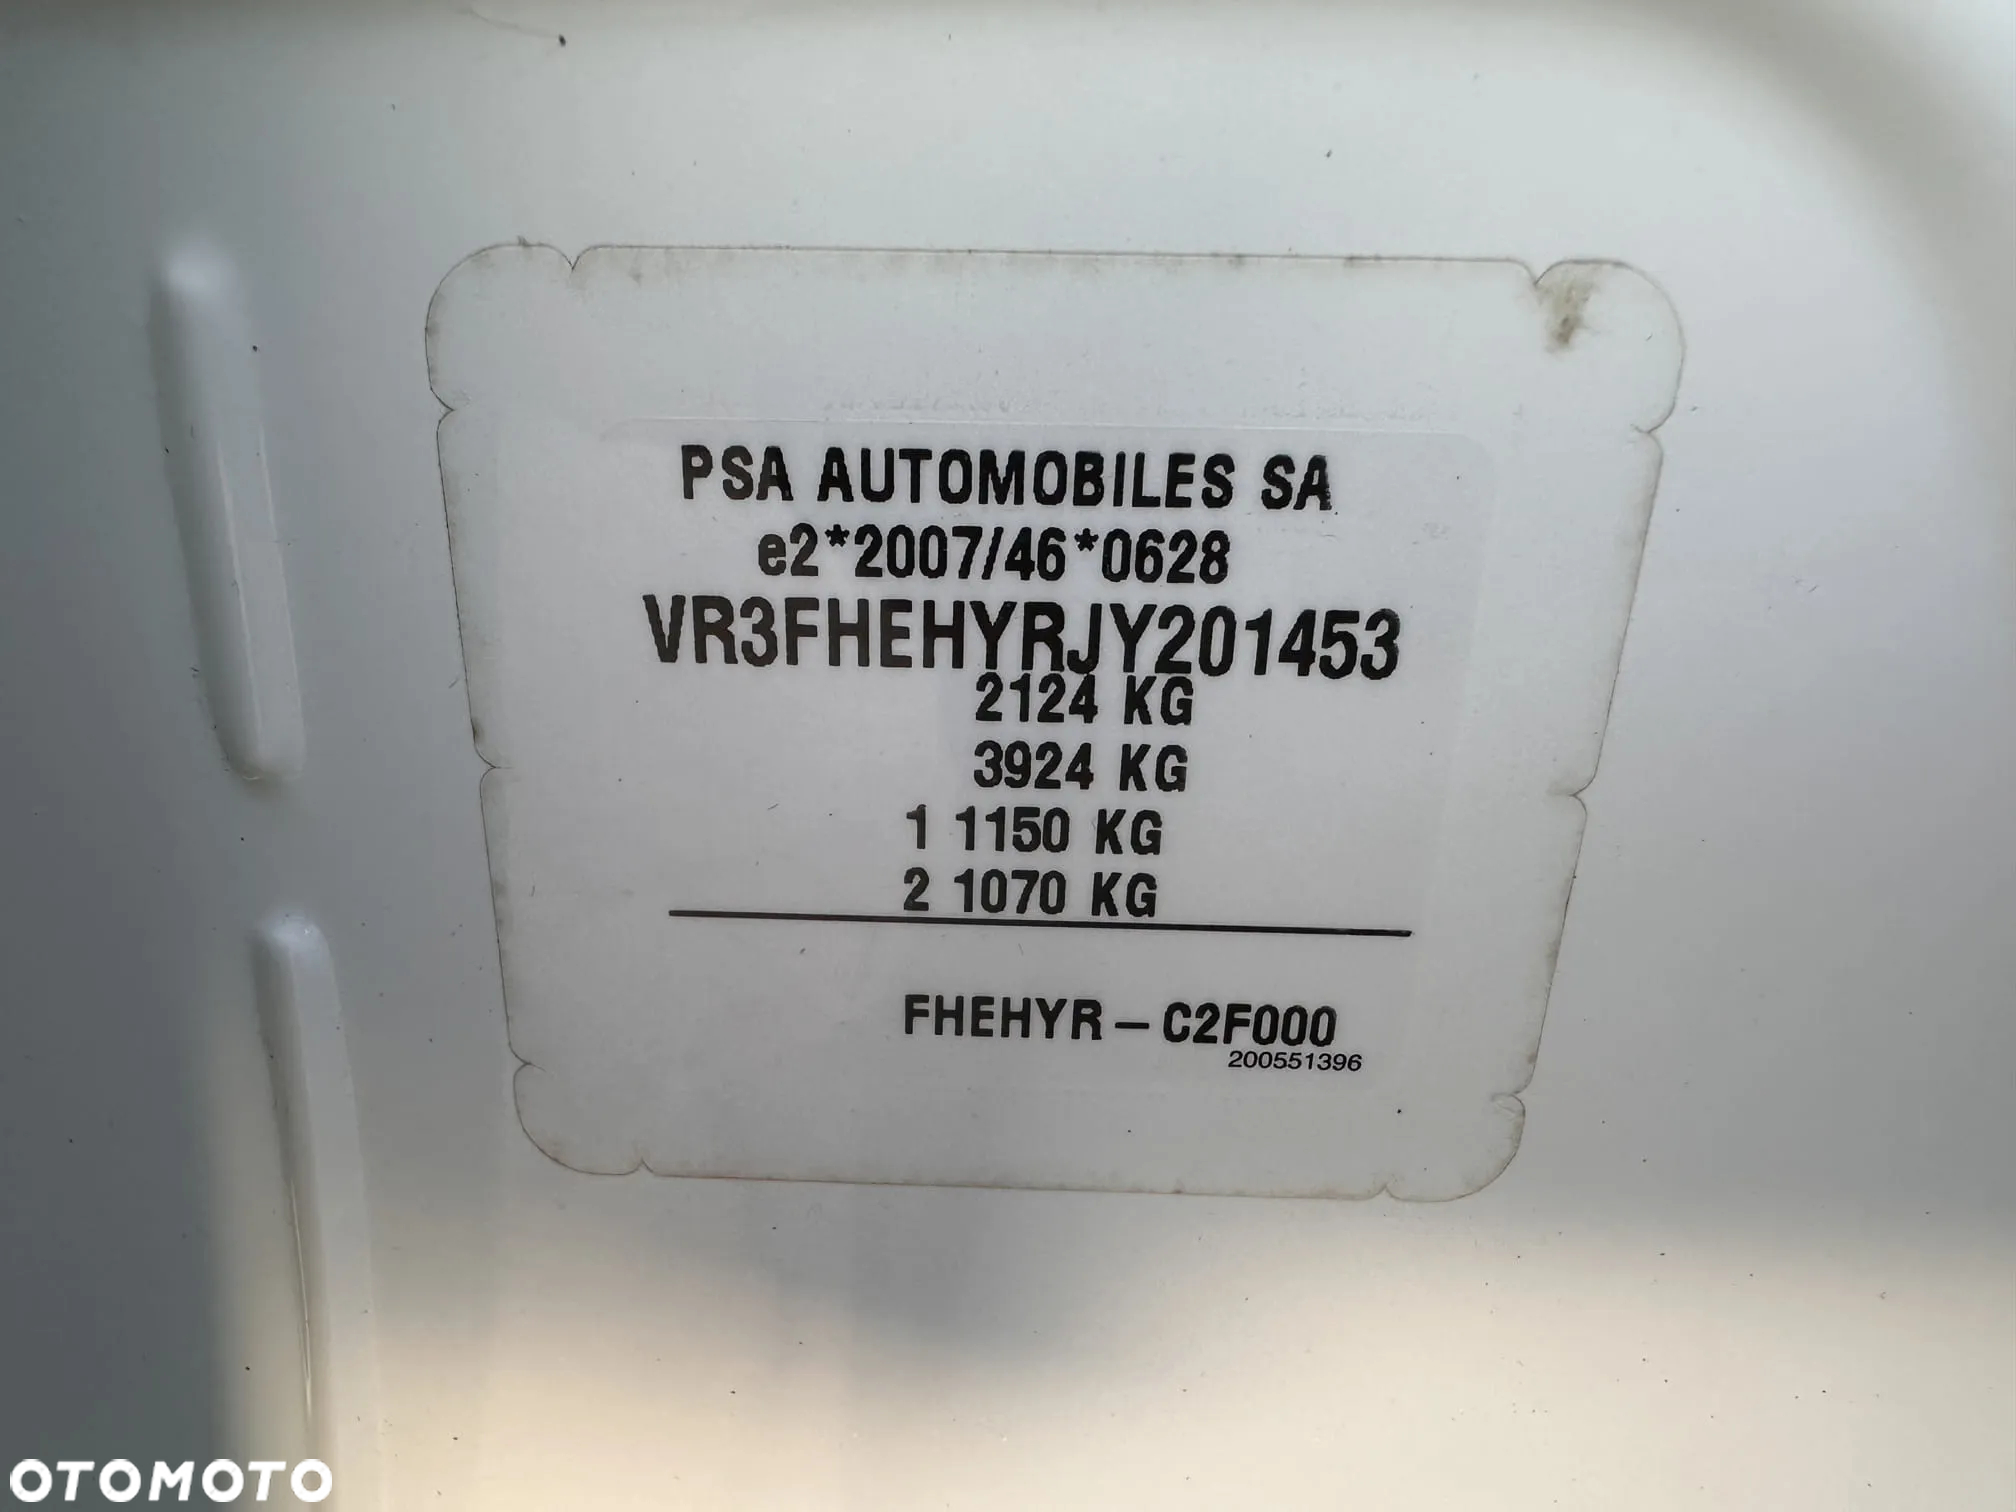 PSA AUTOMOBILES SA
e2*2007/46*0628
VR3FHEHYRJY201453
2124 KG
3924 KG
1 1150 KG
2 1070 KG
FHEHYR – C2F000
200551396
OTOMOTO